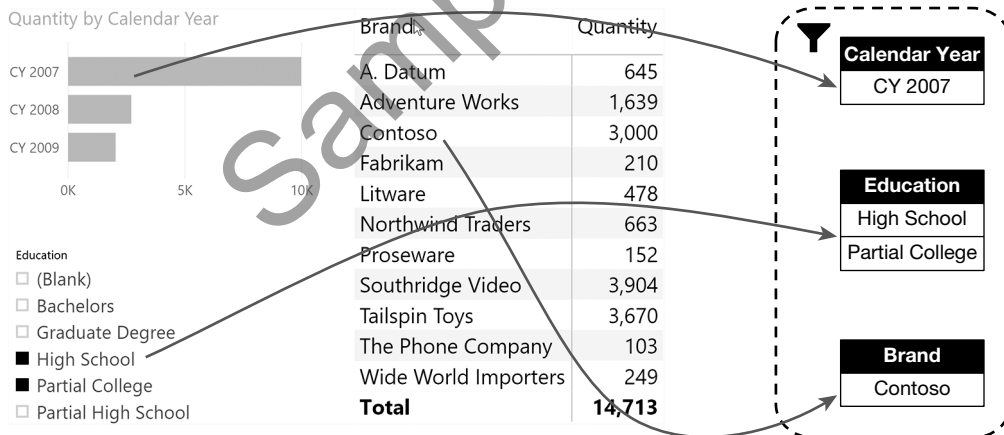 Quantity by Calendar Year
CY 2007
CY 2008
CY 2009
0K 5K 10K
Education
(Blank)
Bachelors
Graduate Degree
High School
Partial College
Partial High School
Brand Quantity
A. Datum 645
Adventure Works 1,639
Contoso 3,000
Fabrikam 210
Litware 478
Northwind Traders 663
Proseware 152
Southridge Video 3,904
Tailspin Toys 3,670
The Phone Company 103
Wide World Importers 249
Total 14,713
Samp
Calendar Year
CY 2007
Education
High School
Partial College
Brand
Contoso